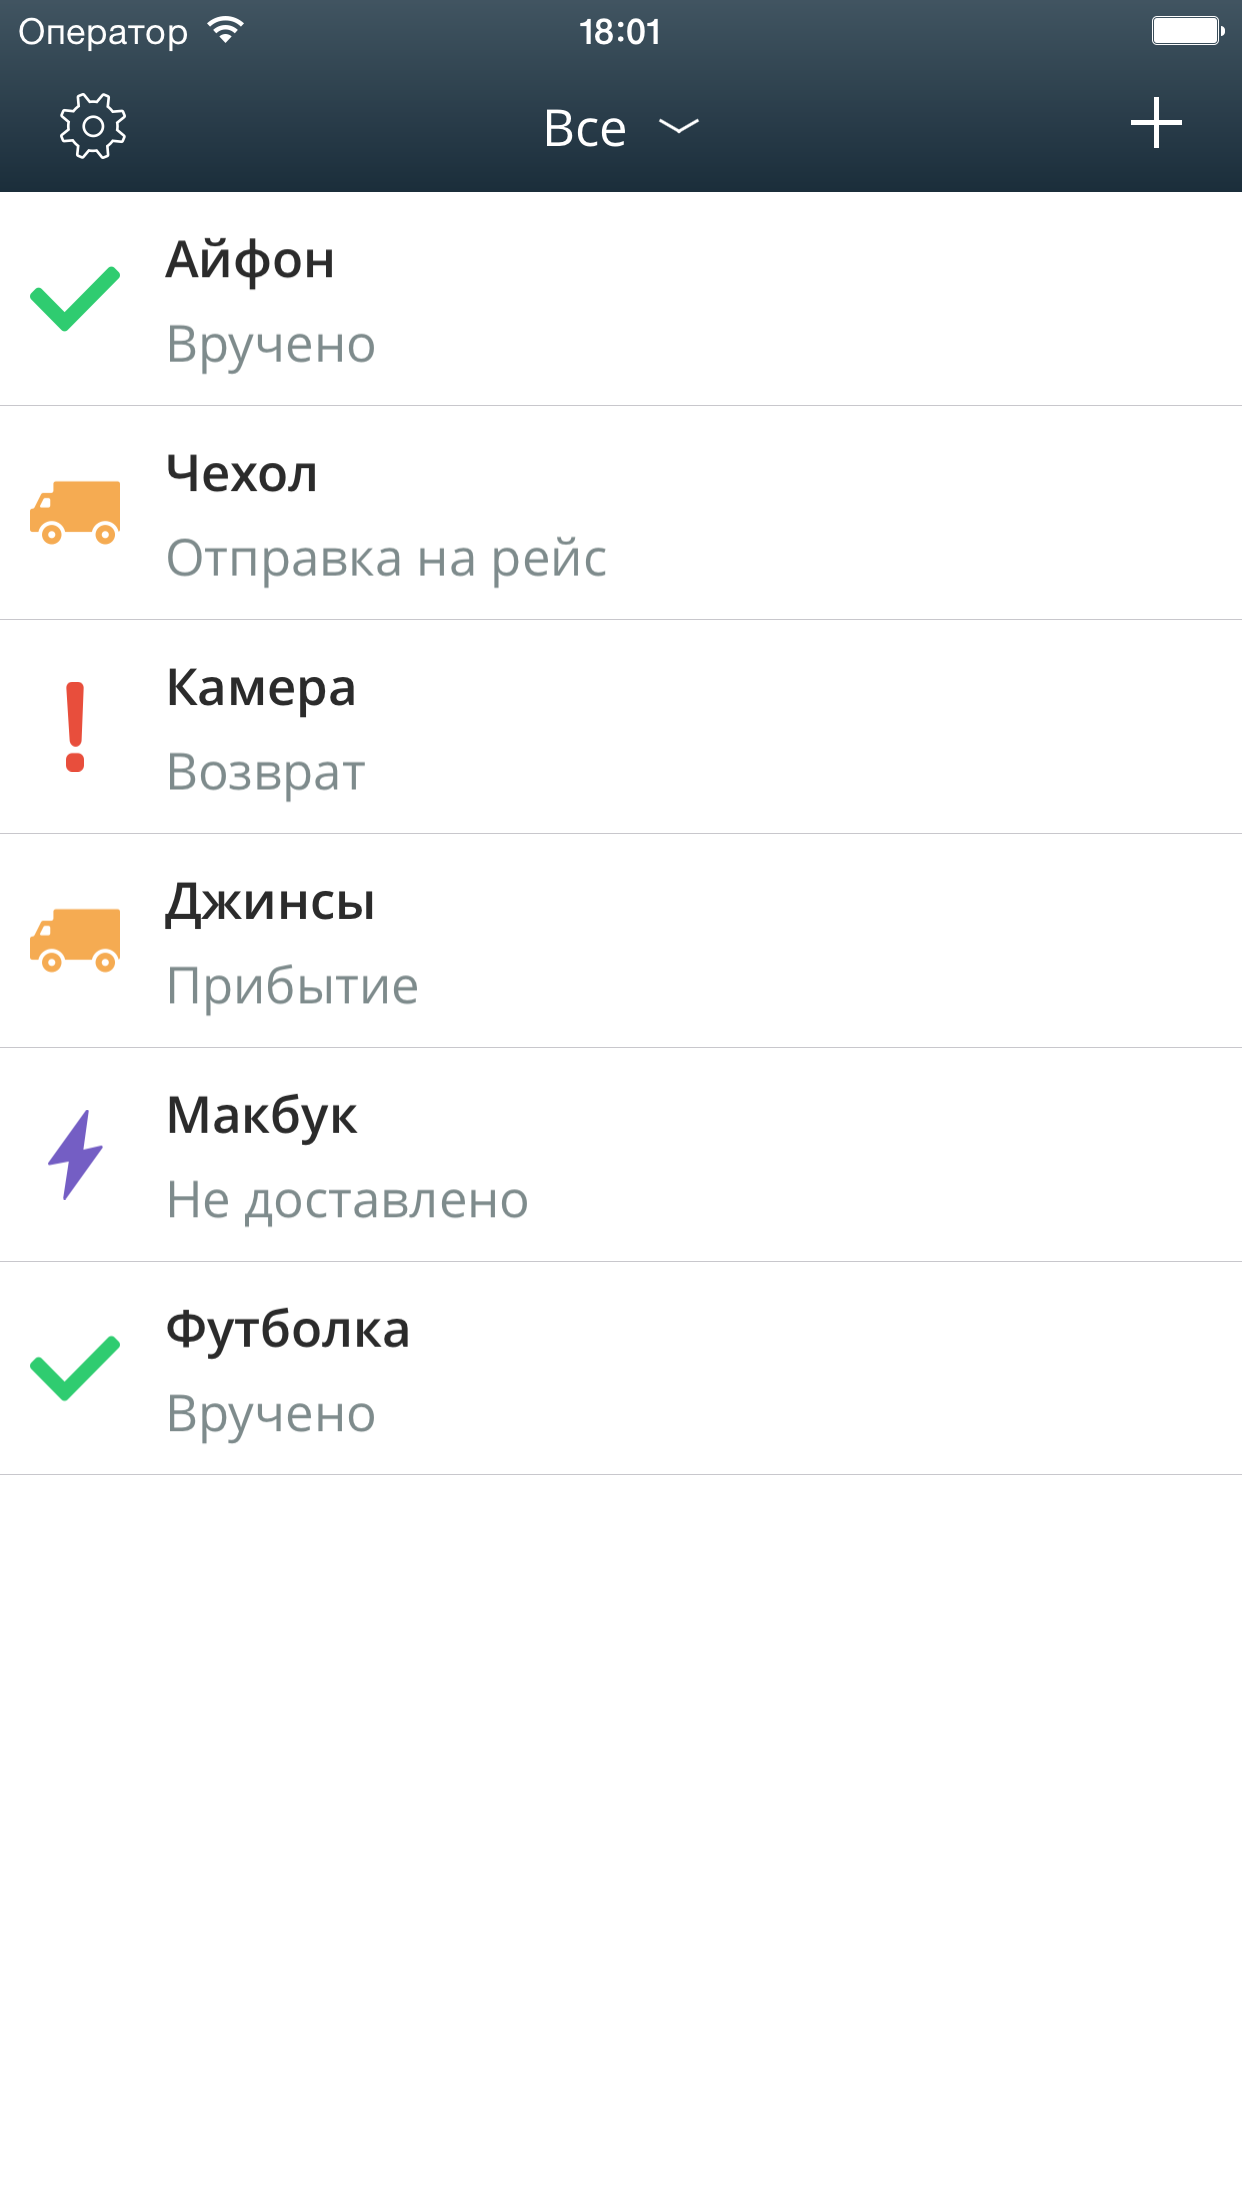 Оператор 18:01
Все
Айфон
Вручено
Чехол
Отправка на рейс
Камера
Возврат
Джинсы
Прибытие
Макбук
Не доставлено
Футболка
Вручено